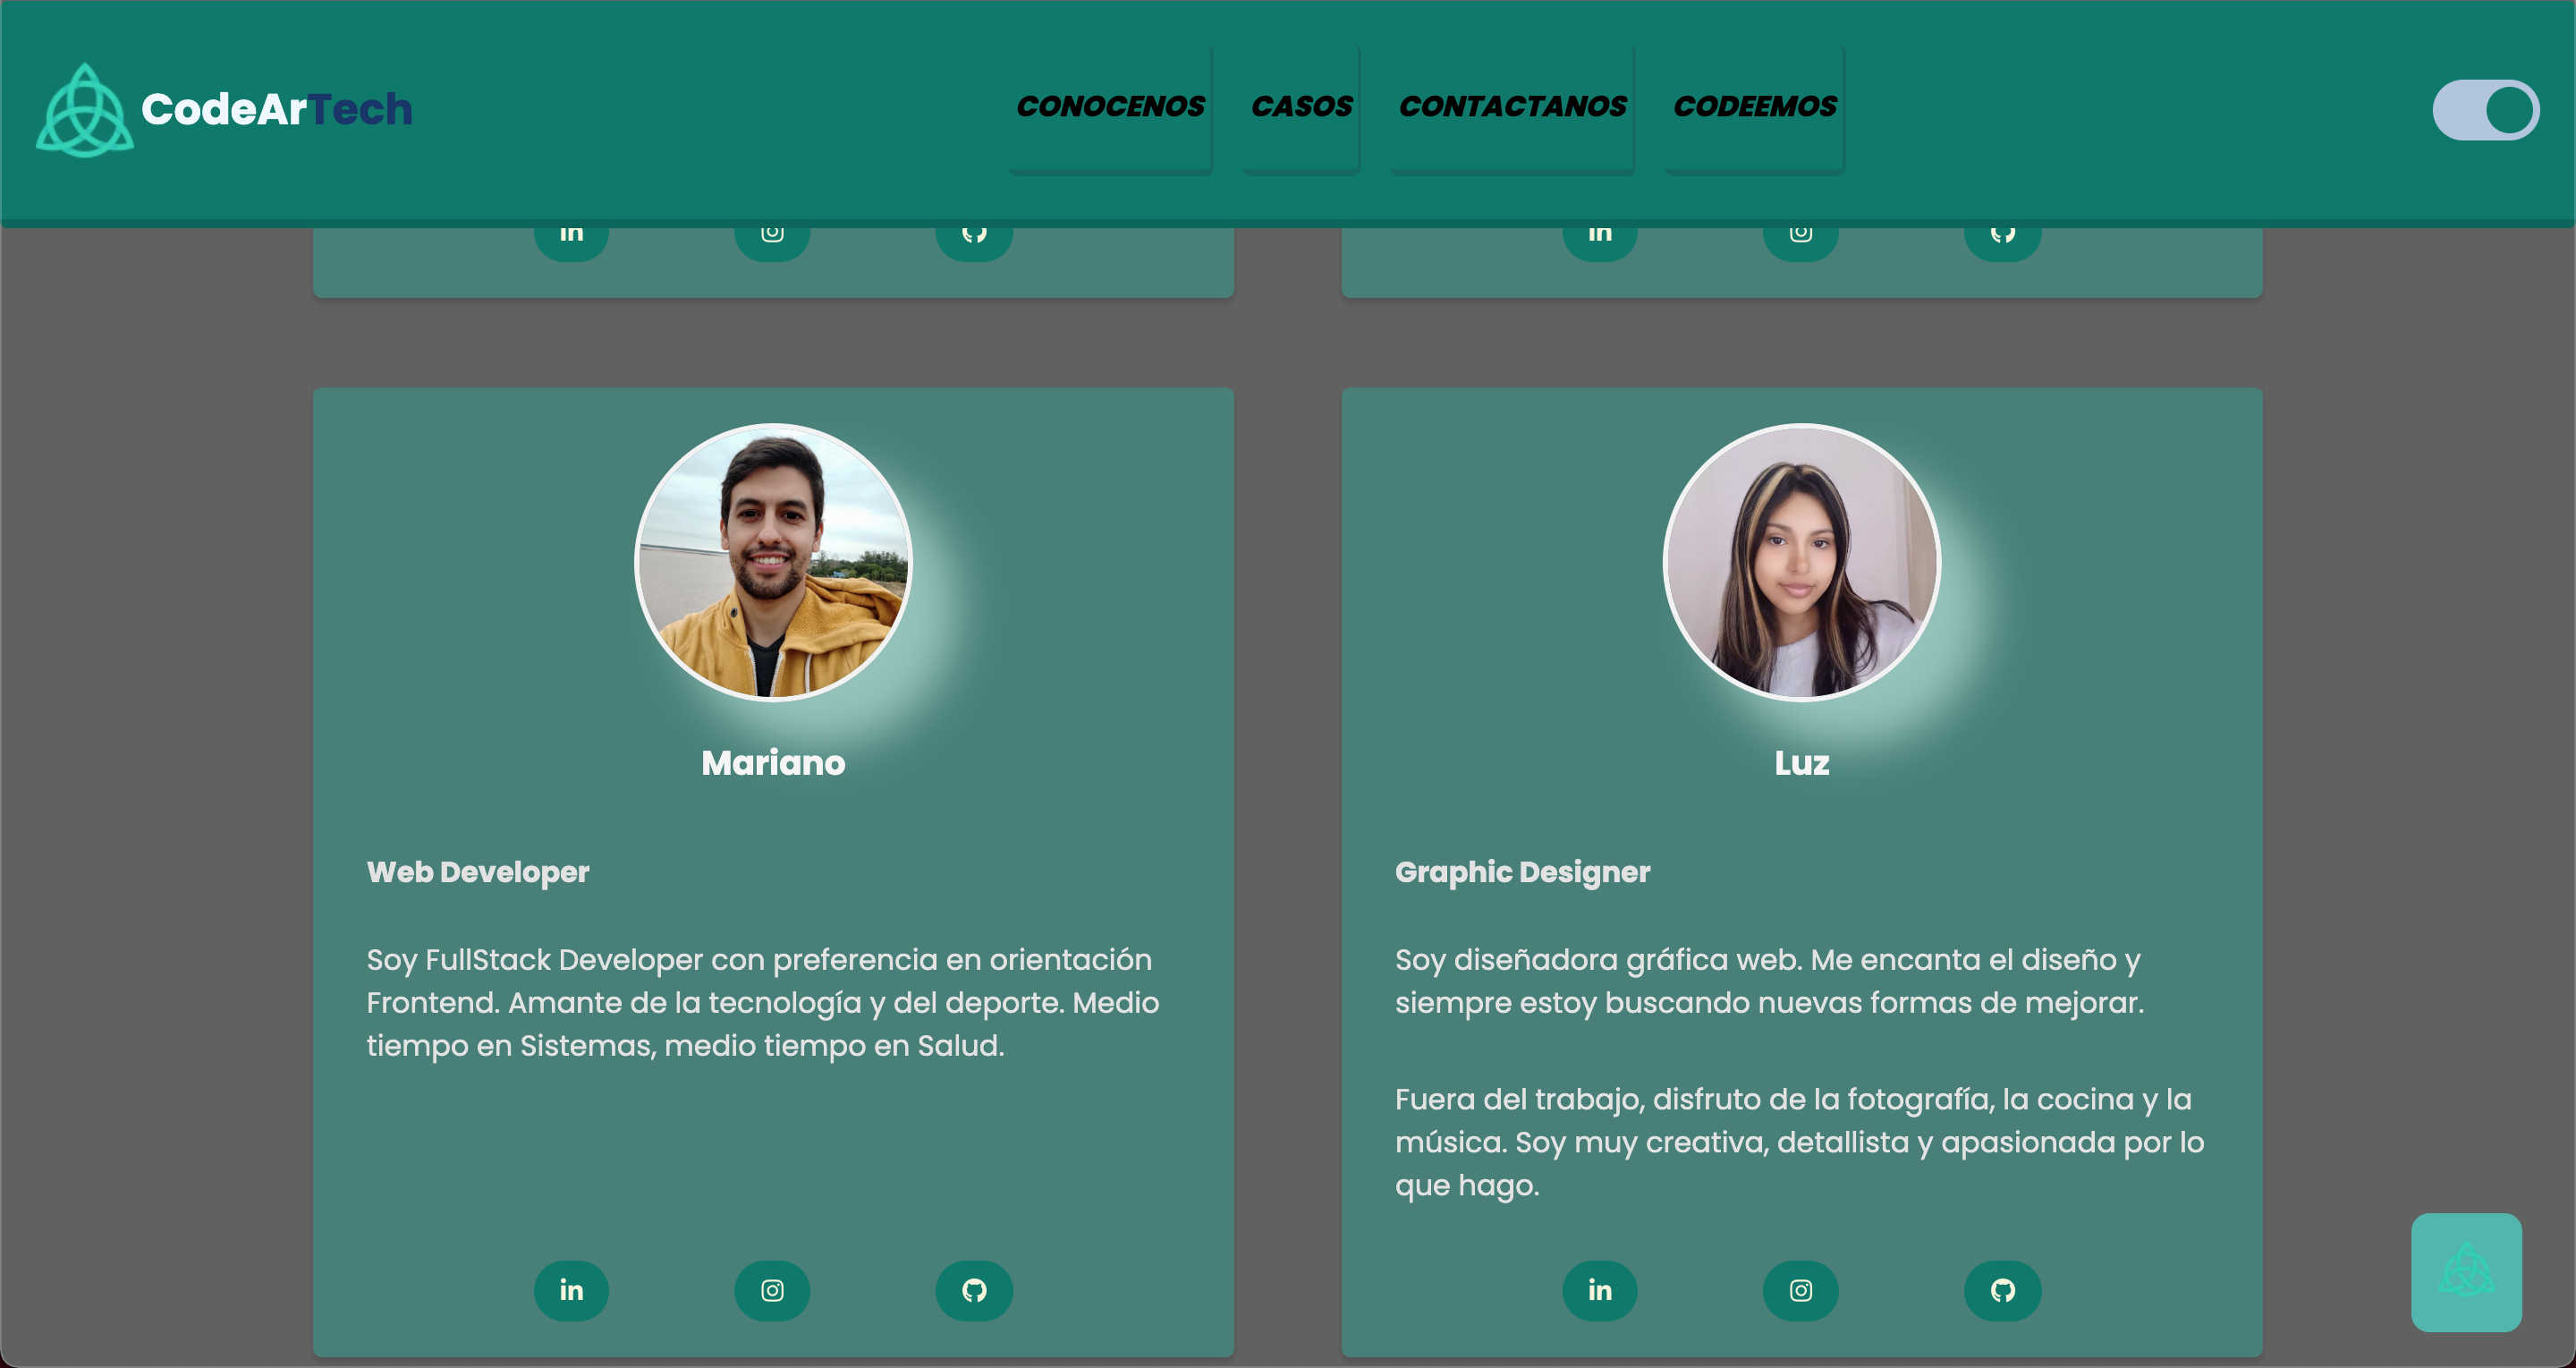 CodeArTech
CONOCENOS CASOS CONTACTANOS CODEEMOS
in in
Mariano
Web Developer
Soy FullStack Developer con preferencia en orientación
Frontend. Amante de la tecnología y del deporte. Medio
tiempo en Sistemas, medio tiempo en Salud.
in
Luz
Graphic Designer
Soy diseñadora gráfica web. Me encanta el diseño y
siempre estoy buscando nuevas formas de mejorar.
Fuera del trabajo, disfruto de la fotografía, la cocina y la
música. Soy muy creativa, detallista y apasionada por lo
que hago.
in